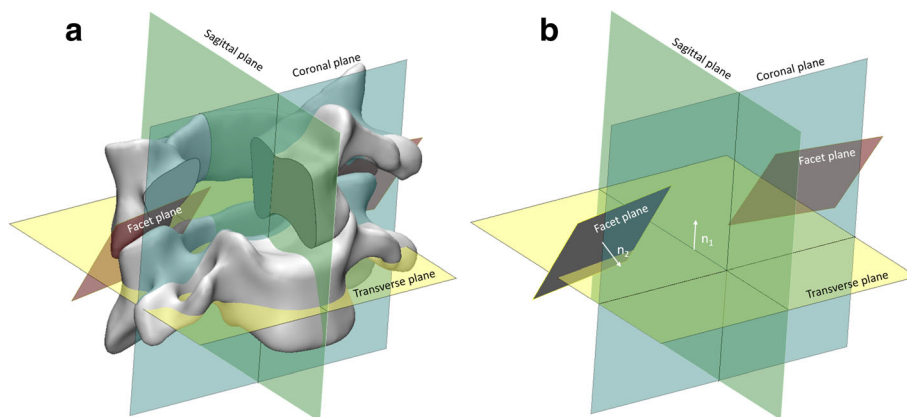 a
Sagittal plane
Coronal plane
Facet plane
Transverse plane
b
Sagittal plane
Coronal plane
Facet plane
Facet plane
n1
n2
Transverse plane